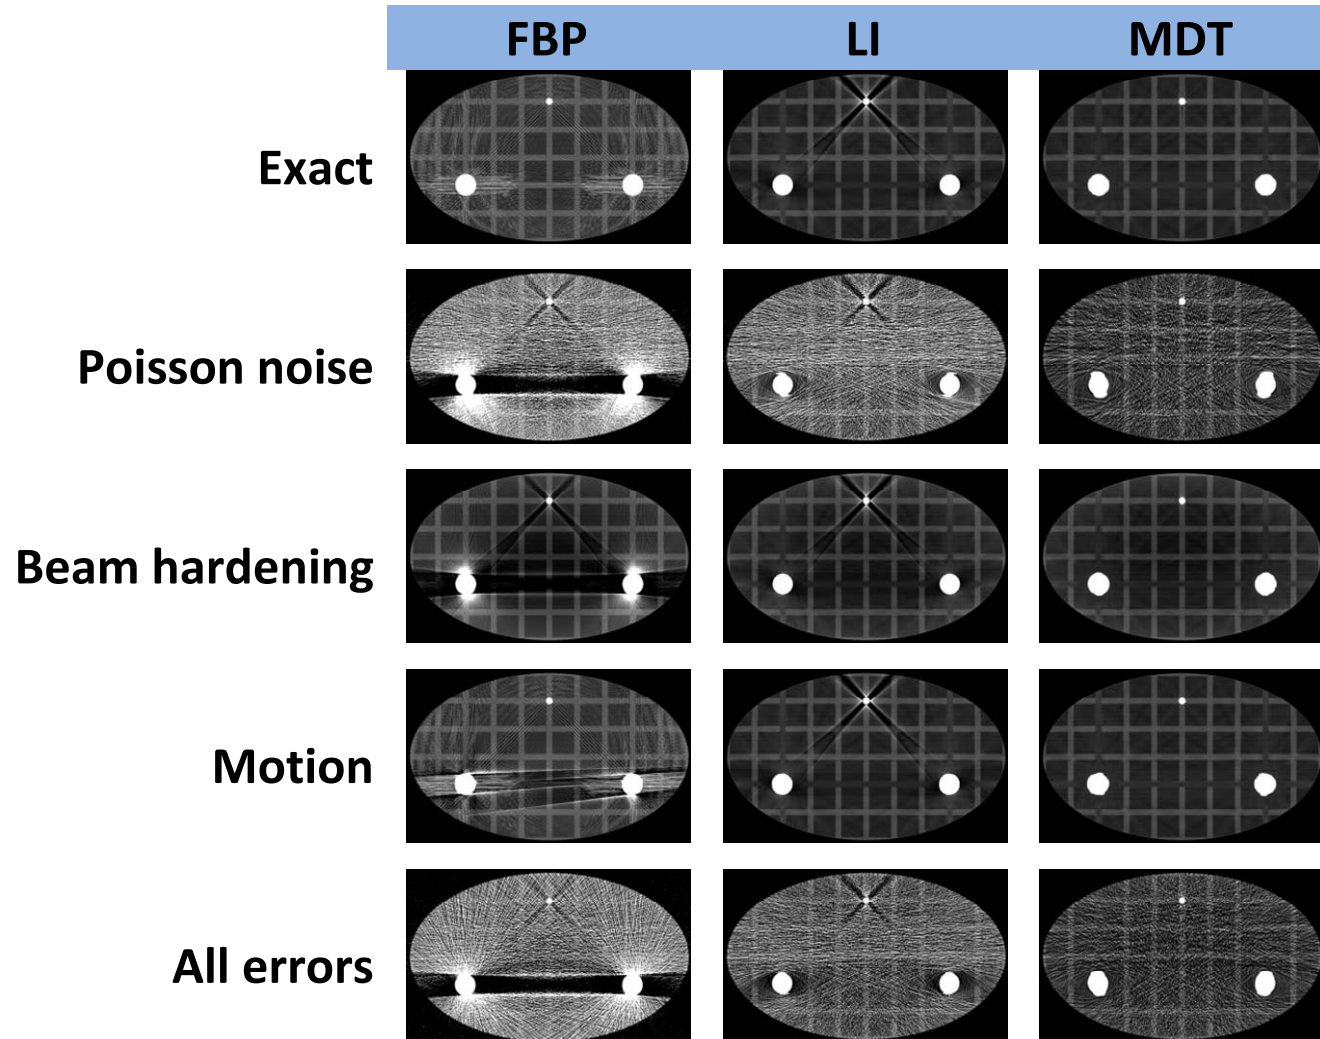 FBP LI MDT
Exact
Poisson noise
Beam hardening
Motion
All errors